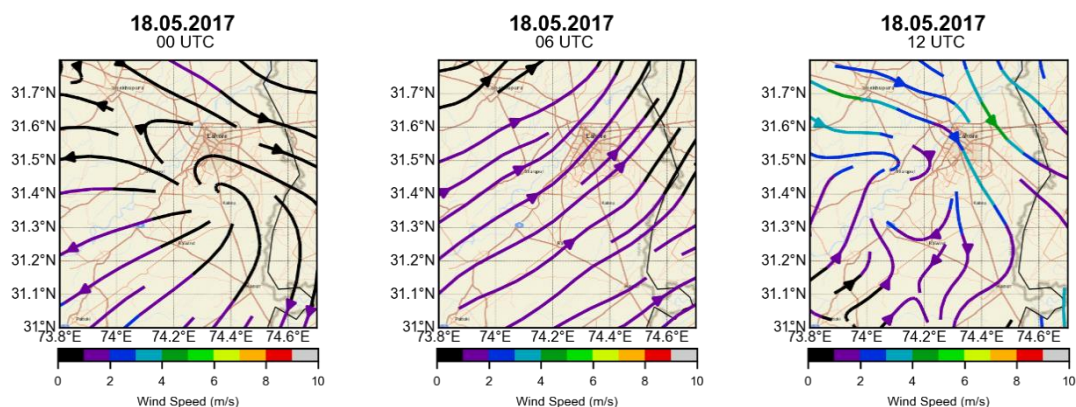 18.05.2017
00 UTC
31.7°N
31.6°N
31.5°N
31.4°N
31.3°N
31.2°N
31.1°N
31°N
73.8°E 74°E 74.2°E 74.4°E 74.6°E
0 2 4 6 8 10
Wind Speed (m/s)
18.05.2017
06 UTC
31.7°N
31.6°N
31.5°N
31.4°N
31.3°N
31.2°N
31.1°N
31°N
73.8°E 74°E 74.2°E 74.4°E 74.6°E
0 2 4 6 8 10
Wind Speed (m/s)
18.05.2017
12 UTC
31.7°N
31.6°N
31.5°N
31.4°N
31.3°N
31.2°N
31.1°N
31°N
73.8°E 74°E 74.2°E 74.4°E 74.6°E
0 2 4 6 8 10
Wind Speed (m/s)